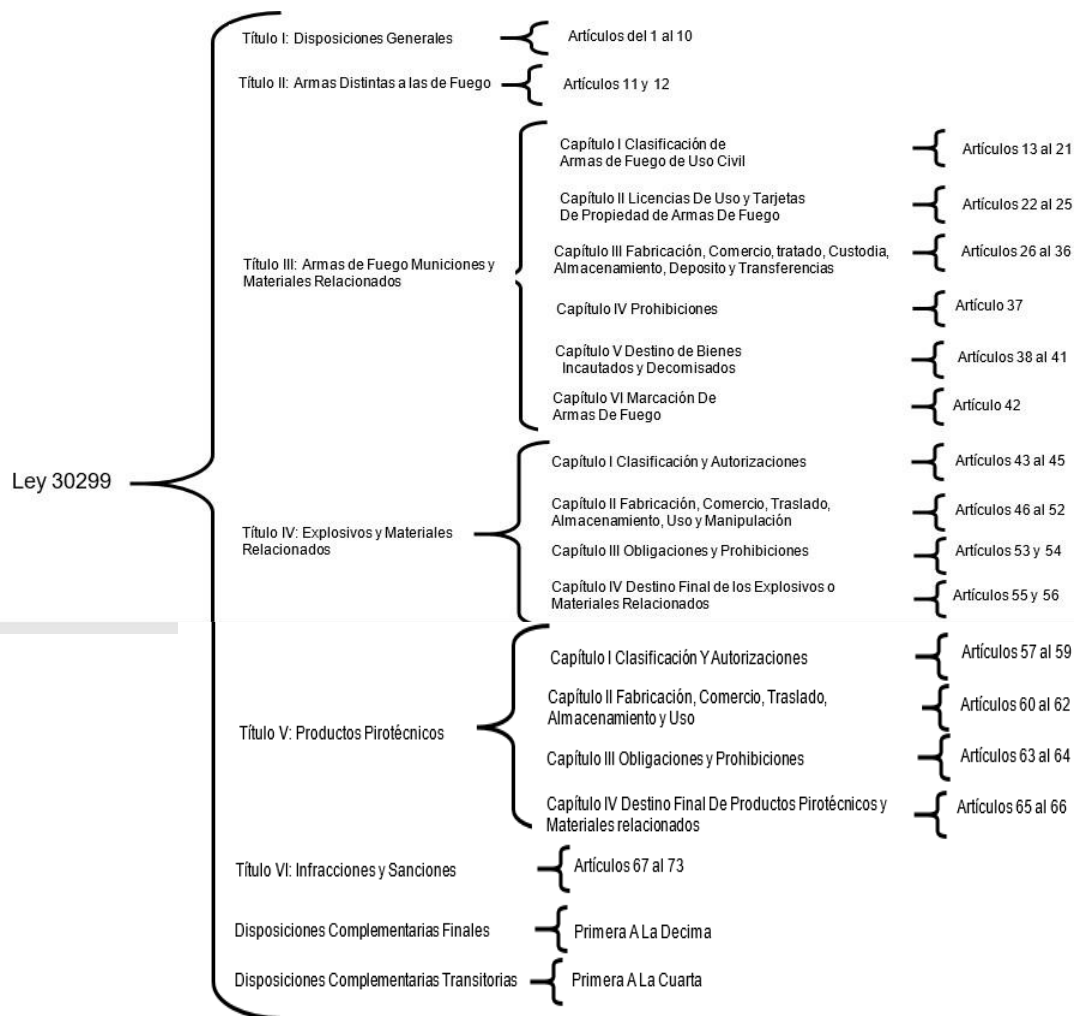 Título I: Disposiciones Generales
Artículos del 1 al 10
Título II: Armas Distintas a las de Fuego
Artículos 11 y 12
Capítulo I Clasificación de
Armas de Fuego de Uso Civil
Artículos 13 al 21
Capítulo II Licencias De Uso y Tarjetas
De Propiedad de Armas De Fuego
Artículos 22 al 25
Título III: Armas de Fuego Municiones y
Materiales Relacionados
Capítulo III Fabricación, Comercio, tratado, Custodia,
Almacenamiento, Deposito y Transferencias
Artículos 26 al 36
Capítulo IV Prohibiciones
Artículo 37
Capítulo V Destino de Bienes
Incautados y Decomisados
Artículos 38 al 41
Capítulo VI Marcación De
Armas De Fuego
Artículo 42
Ley 30299
Capítulo I Clasificación y Autorizaciones
Artículos 43 al 45
Título IV: Explosivos y Materiales
Relacionados
Capítulo II Fabricación, Comercio, Traslado,
Almacenamiento, Uso y Manipulación
Artículos 46 al 52
Capítulo III Obligaciones y Prohibiciones
Artículos 53 y 54
Capítulo IV Destino Final de los Explosivos o
Materiales Relacionados
Artículos 55 y 56
Capítulo I Clasificación Y Autorizaciones
Artículos 57 al 59
Título V: Productos Pirotécnicos
Capítulo II Fabricación, Comercio, Traslado,
Almacenamiento y Uso
Artículos 60 al 62
Capítulo III Obligaciones y Prohibiciones
Artículos 63 al 64
Capítulo IV Destino Final De Productos Pirotécnicos y
Materiales relacionados
Artículos 65 al 66
Título VI: Infracciones y Sanciones
Artículos 67 al 73
Disposiciones Complementarias Finales
Primera A La Decima
Disposiciones Complementarias Transitorias
Primera A La Cuarta